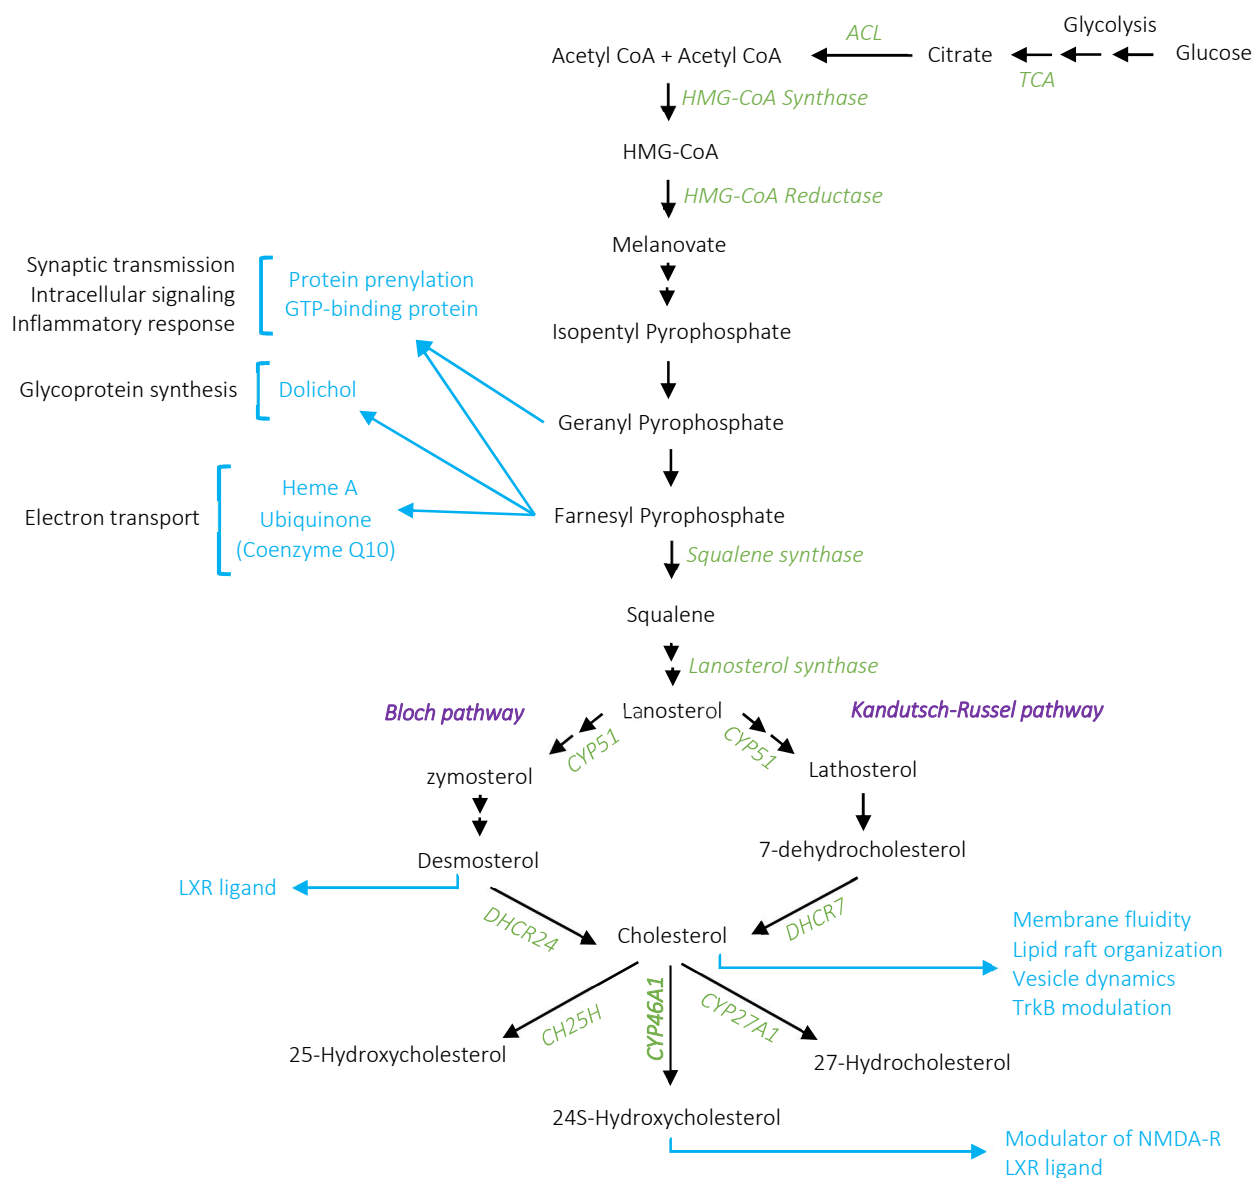 Glycolysis
ACL
Acetyl CoA + Acetyl CoA
Citrate
Glucose
TCA
HMG-CoA Synthase
HMG-CoA
HMG-CoA Reductase
Melanovate
Synaptic transmission
Intracellular signaling
Inflammatory response
Protein prenylation
GTP-binding protein
Isopentyl Pyrophosphate
Glycoprotein synthesis
Dolichol
Geranyl Pyrophosphate
Electron transport
Heme A
Ubiquinone
(Coenzyme Q10)
Farnesyl Pyrophosphate
Squalene synthase
Squalene
Lanosterol synthase
Bloch pathway
Lanosterol
Kandutsch-Russel pathway
CYP51
CYP51
zymosterol
Lathosterol
Desmosterol
7-dehydrocholesterol
LXR ligand
DHCR24
DHCR7
Cholesterol
Membrane fluidity
Lipid raft organization
Vesicle dynamics
TrkB modulation
CH25H
CYP46A1
CYP27A1
25-Hydroxycholesterol
27-Hydrocholesterol
24S-Hydroxycholesterol
Modulator of NMDA-R
LXR ligand